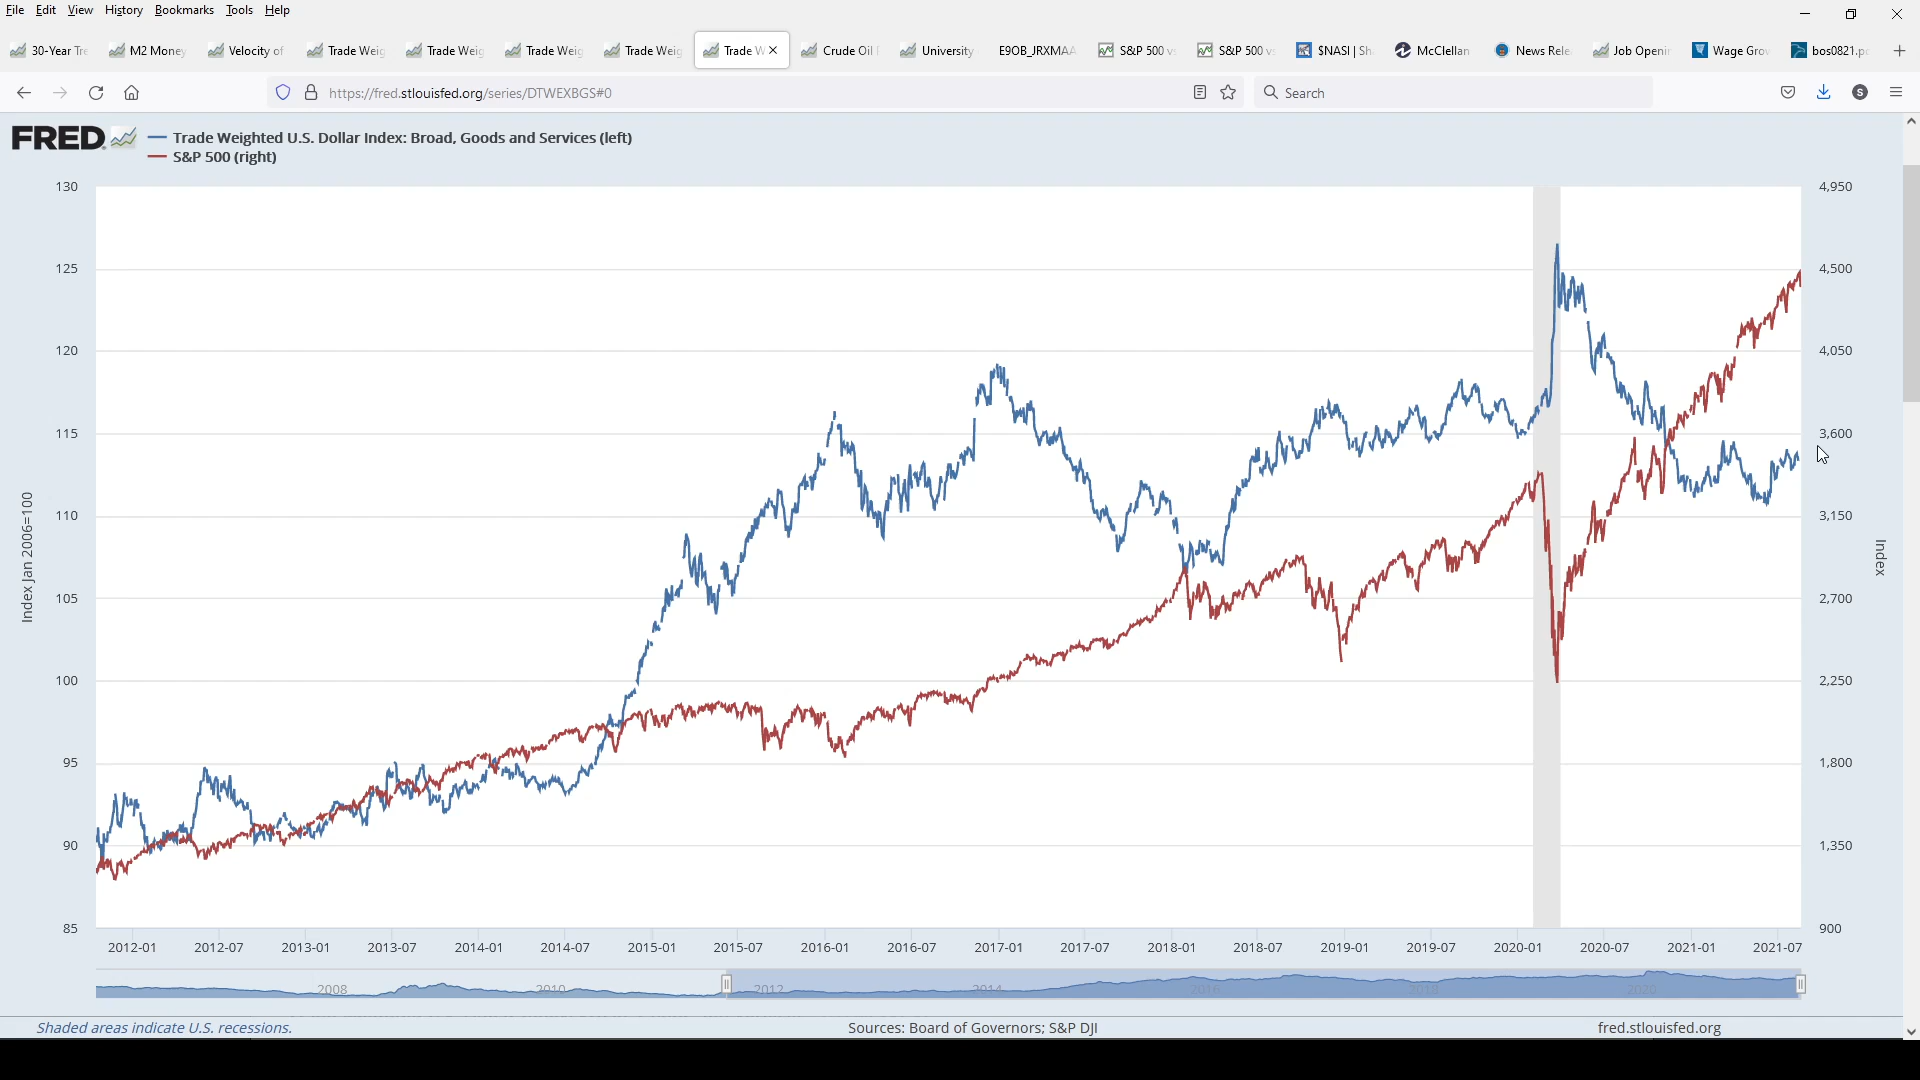 File Edit View History Bookmarks Tools Help
30-Year Tre M2 Money Velocity of Trade Weig Trade Weig Trade Weig Trade Weig Trade W Crude Oil University E9OB_JRXMAA S&P 500 v S&P 500 v $NASI | Sh McClellan News Rele Job Openin Wage Grov bos0821.p
https://fred.stlouisfed.org/series/DTWEXBGS#0 Search S
FRED Trade Weighted U.S. Dollar Index: Broad, Goods and Services (left)
S&P 500 (right)
130 4,950
125 4,500
120 4,050
115 3,600
110 3,150
105 2,700
100 2,250
95 1,800
90 1,350
85 900
Index Jan 2006=100
Index
2012-01 2012-07 2013-01 2013-07 2014-01 2014-07 2015-01 2015-07 2016-01 2016-07 2017-01 2017-07 2018-01 2018-07 2019-01 2019-07 2020-01 2020-07 2021-01 2021-07
2008 2010 2012 2014 2016 2018 2020
Shaded areas indicate U.S. recessions. Sources: Board of Governors; S&P DJI fred.stlouisfed.org